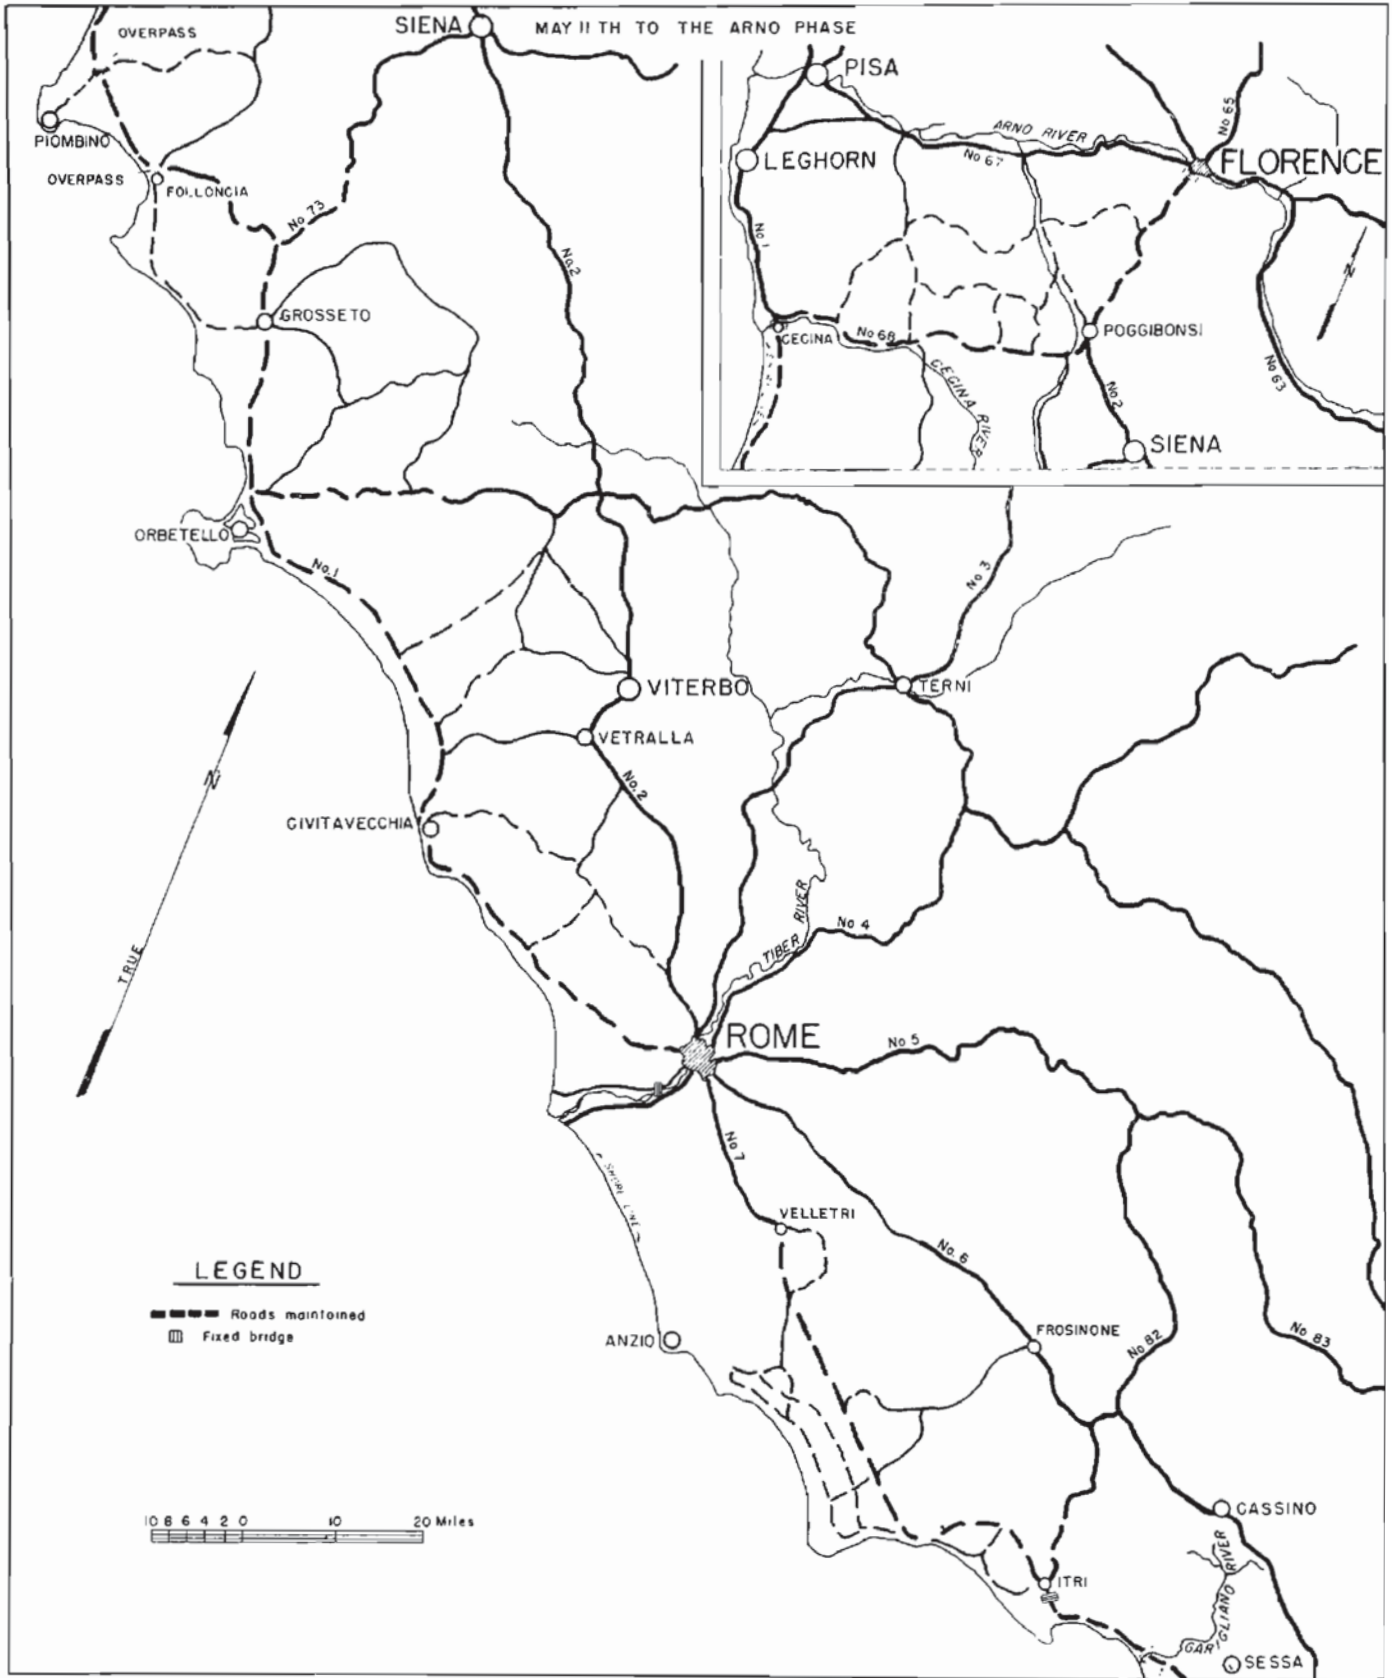 MAY 11 TH TO THE ARNO PHASE
SIENA
OVERPASS
PIOMBINO
OVERPASS
FOLLONCIA
No 73
No.2
GROSSETO
ORBETELLO
No.1
PISA
LEGHORN
ARNO RIVER
No 67
No 65
FLORENCE
No 1
N
CECINA
No 68
CECINA RIVER
POGGIBONSI
No 2
No 63
SIENA
No 3
VITERBO
TERNI
VETRALLA
No. 2
N
TRUE
CIVITAVECCHIA
TIBER RIVER
No 4
ROME
No 5
No 7
SHORE LINE
VELLETRI
No. 6
LEGEND
Roads maintained
Fixed bridge
ANZIO
FROSINONE
No 82
No 83
10 8 6 4 2 0 10 20 Miles
CASSINO
ITRI
GARIGLIANO RIVER
SESSA